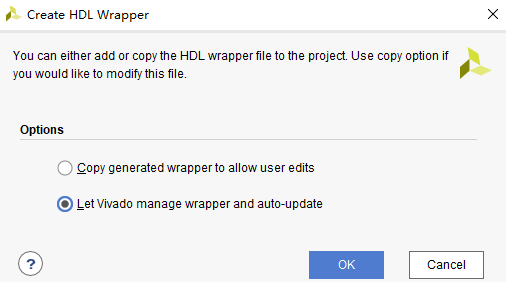 Create HDL Wrapper
You can either add or copy the HDL wrapper file to the project. Use copy option if
you would like to modify this file.
Options
Copy generated wrapper to allow user edits
Let Vivado manage wrapper and auto-update
?
OK
Cancel